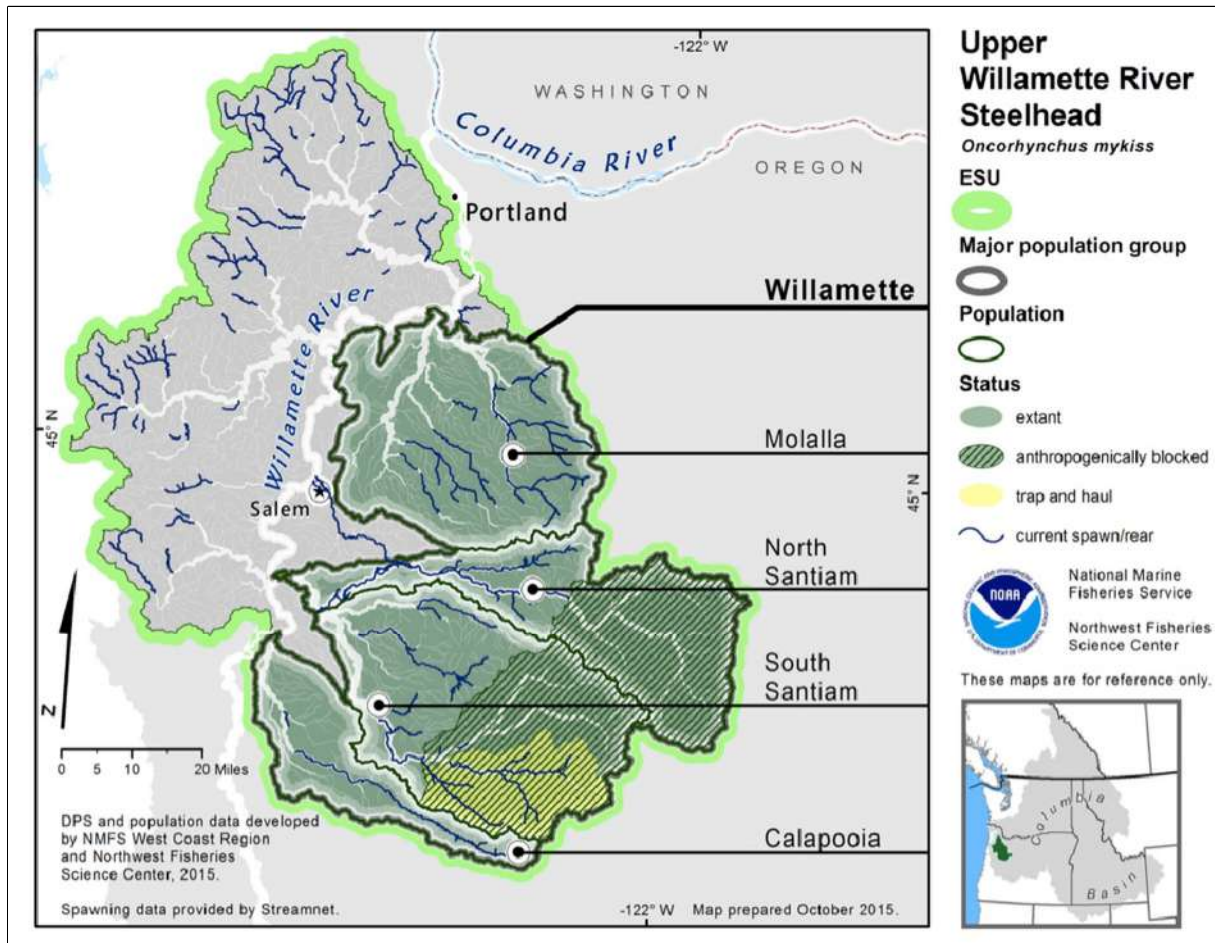 -122° W
WASHINGTON
Columbia River
OREGON
Portland
Willamette
Willamette River
Molalla
45° N
45° N
Salem
North
Santiam
South
Santiam
Calapooia
Z
0 5 10 20 Miles
DPS and population data developed
by NMFS West Coast Region
and Northwest Fisheries
Science Center, 2015.
Spawning data provided by Streamnet.
-122° W
Map prepared October 2015.
Upper
Willamette River
Steelhead
Oncorhynchus mykiss
ESU
Major population group
Population
Status
extant
anthropogenically blocked
trap and haul
current spawn/rear
NOAA
National Marine
Fisheries Service
Northwest Fisheries
Science Center
These maps are for reference only.
Columbia
Basin